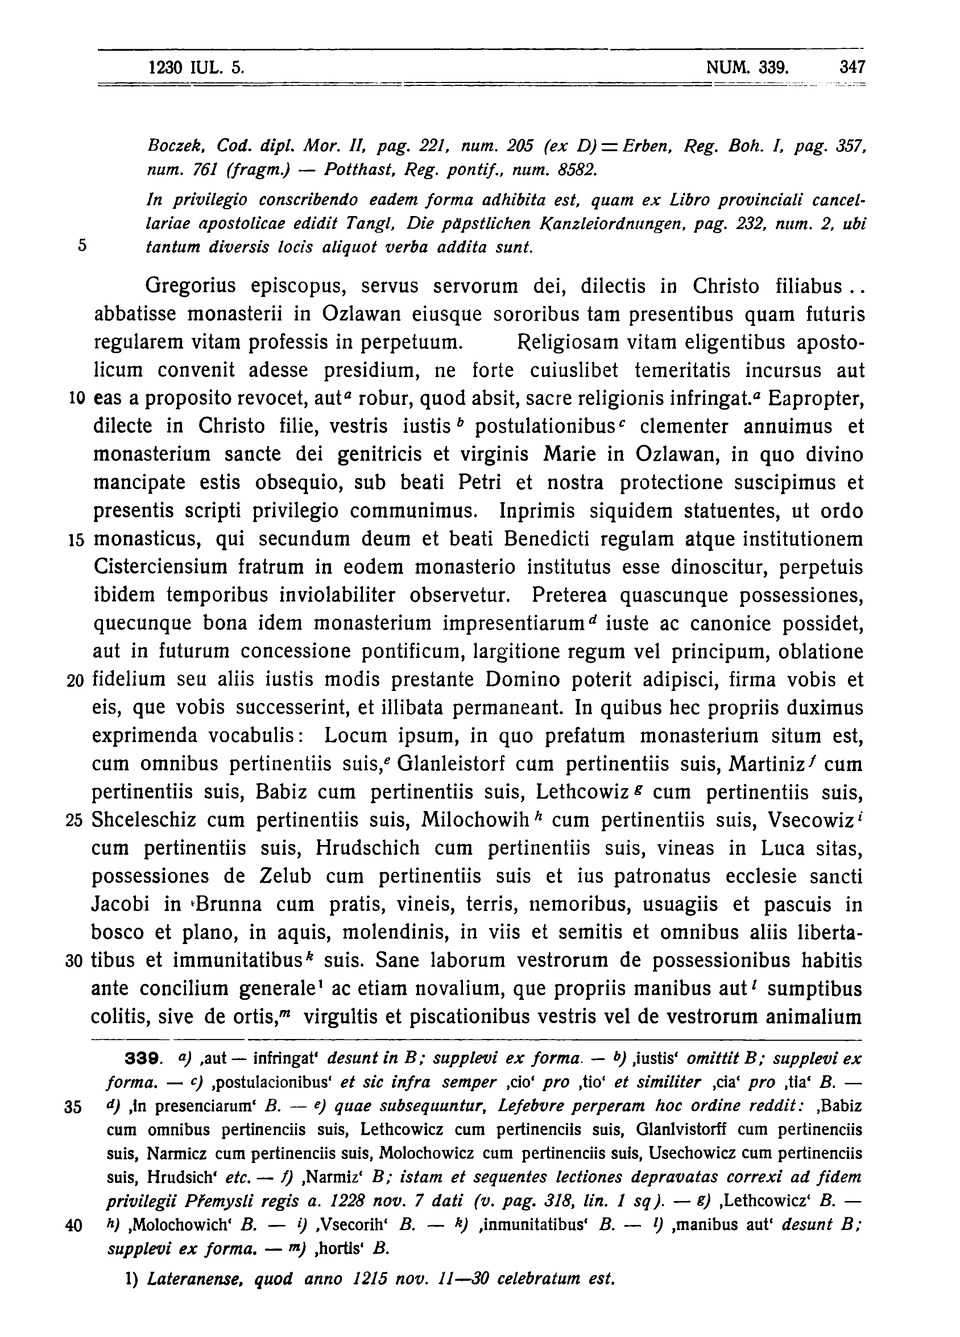 1230 IUL. 5. NUM. 339. 347
Boczek, Cod. dipl. Mor. II, pag. 221, num. 205 (ex D) = Erben, Reg. Boh. I, pag. 357,
num. 761 (fragm.) — Potthast, Reg. pontif., num. 8582.
In privilegio conscribendo eadem forma adhibita est, quam ex Libro provinciali cancel-
lariae apostolicae edidit Tangl, Die päpstlichen Kanzleiordnungen, pag. 232, num. 2, ubi
5 tantum diversis locis aliquot verba addita sunt.
Gregorius episcopus, servus servorum dei, dilectis in Christo filiabus ..
abbatisse monasterii in Ozlawan eiusque sororibus tam presentibus quam futuris
regularem vitam professis in perpetuum. Religiosam vitam eligentibus aposto-
licum convenit adesse presidium, ne forte cuiuslibet temeritatis incursus aut
10 eas a proposito revocet, aut ᵃ robur, quod absit, sacre religionis infringat.ᵃ Eapropter,
dilecte in Christo filie, vestris iustis ᵇ postulationibus ᶜ clementer annuimus et
monasterium sancte dei genitricis et virginis Marie in Ozlawan, in quo divino
mancipate estis obsequio, sub beati Petri et nostra protectione suscipimus et
presentis scripti privilegio communimus. Inprimis siquidem statuentes, ut ordo
15 monasticus, qui secundum deum et beati Benedicti regulam atque institutionem
Cisterciensium fratrum in eodem monasterio institutus esse dinoscitur, perpetuis
ibidem temporibus inviolabiliter observetur. Preterea quascunque possessiones,
quecunque bona idem monasterium impresentiarum ᵈ iuste ac canonice possidet,
aut in futurum concessione pontificum, largitione regum vel principum, oblatione
20 fidelium seu aliis iustis modis prestante Domino poterit adipisci, firma vobis et
eis, que vobis successerint, et illibata permaneant. In quibus hec propriis duximus
exprimenda vocabulis: Locum ipsum, in quo prefatum monasterium situm est,
cum omnibus pertinentiis suis,ᵉ Glanleistorf cum pertinentiis suis, Martiniz ᶠ cum
pertinentiis suis, Babiz cum pertinentiis suis, Lethcowiz ᵍ cum pertinentiis suis,
25 Shceleschiz cum pertinentiis suis, Milochowih ʰ cum pertinentiis suis, Vsecowiz ⁱ
cum pertinentiis suis, Hrudschich cum pertinentiis suis, vineas in Luca sitas,
possessiones de Zelub cum pertinentiis suis et ius patronatus ecclesie sancti
Jacobi in Brunna cum pratis, vineis, terris, nemoribus, usuagiis et pascuis in
bosco et plano, in aquis, molendinis, in viis et semitis et omnibus aliis liberta-
30 tibus et immunitatibus ᵏ suis. Sane laborum vestrorum de possessionibus habitis
ante concilium generale¹ ac etiam novalium, que propriis manibus aut ˡ sumptibus
colitis, sive de ortis,ᵐ virgultis et piscationibus vestris vel de vestrorum animalium
339. a) ‚aut — infringat‘ desunt in B; supplevi ex forma. — b) ‚iustis‘ omittit B; supplevi ex
forma. — c) ‚postulacionibus‘ et sic infra semper ‚cio‘ pro ‚tio‘ et similiter ‚cia‘ pro ‚tia‘ B. —
35 d) ‚In presenciarum‘ B. — e) quae subsequuntur, Lefebvre perperam hoc ordine reddit: ‚Babiz
cum omnibus pertinenciis suis, Lethcowicz cum pertinenciis suis, Glanlvistorff cum pertinenciis
suis, Narmicz cum pertinenciis suis, Molochowicz cum pertinenciis suis, Usechowicz cum pertinenciis
suis, Hrudsich‘ etc. — f) ‚Narmiz‘ B; istam et sequentes lectiones depravatas correxi ad fidem
privilegii Přemysli regis a. 1228 nov. 7 dati (v. pag. 318, lin. 1 sq). — g) ‚Lethcowicz‘ B. —
40 h) ‚Molochowich‘ B. — i) ‚Vsecorih‘ B. — k) ‚inmunitatibus‘ B. — l) ‚manibus aut‘ desunt B;
supplevi ex forma. — m) ‚hortis‘ B.
1) Lateranense, quod anno 1215 nov. 11—30 celebratum est.